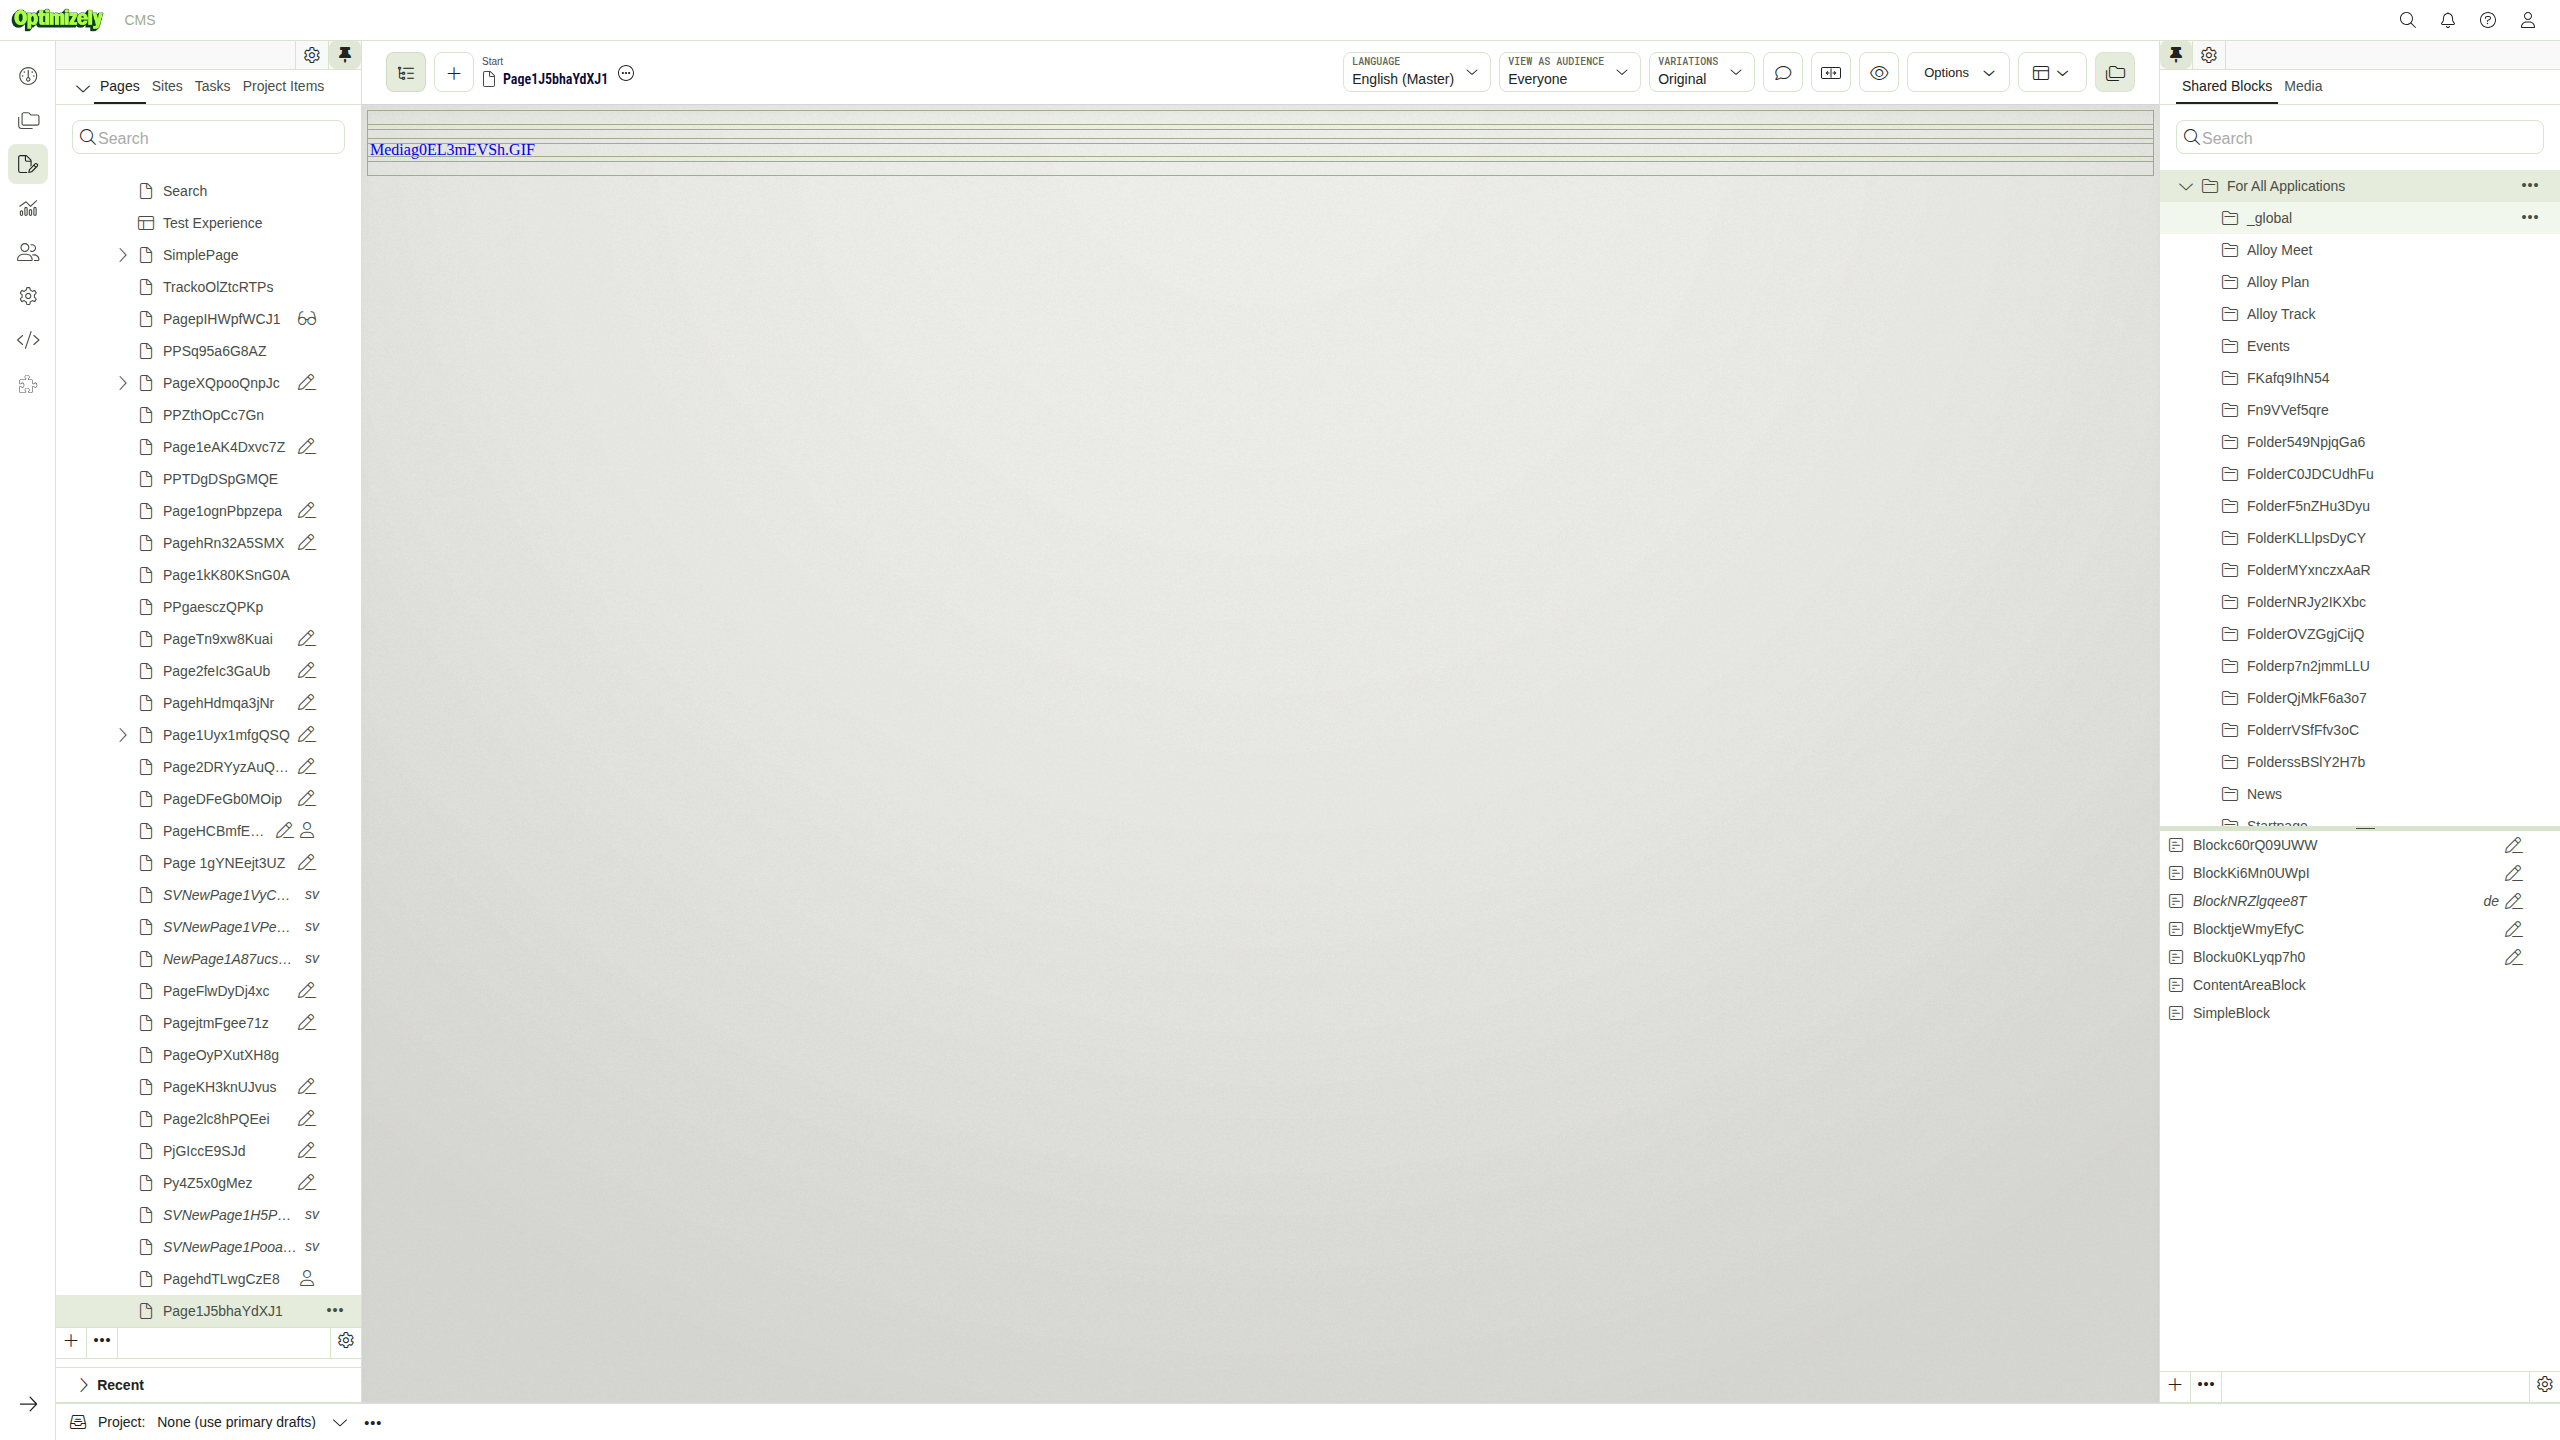 Optimizely
CMS
Pages
Sites
Tasks
Project Items
Search
Search
Test Experience
SimplePage
TrackoOlZtcRTPs
PagepIHWpfWCJ1
PPSq95a6G8AZ
PageXQpooQnpJc
PPZthOpCc7Gn
Page1eAK4Dxvc7Z
PPTDgDSpGMQE
Page1ognPbpzepa
PagehRn32A5SMX
Page1kK80KSnG0A
PPgaesczQPKp
PageTn9xw8Kuai
Page2feIc3GaUb
PagehHdmqa3jNr
Page1Uyx1mfgQSQ
Page2DRYyzAuQ...
PageDFeGb0MOip
PageHCBmfE...
Page 1gYNEejt3UZ
SVNewPage1VyC... sv
SVNewPage1VPe... sv
NewPage1A87ucs... sv
PageFlwDyDj4xc
PagejtmFgee71z
PageOyPXutXH8g
PageKH3knUJvus
Page2lc8hPQEei
PjGIccE9SJd
Py4Z5x0gMez
SVNewPage1H5P... sv
SVNewPage1Pooa... sv
PagehdTLwgCzE8
Page1J5bhaYdXJ1
Recent
Project: None (use primary drafts)
Start
Page1J5bhaYdXJ1
LANGUAGE
English (Master)
VIEW AS AUDIENCE
Everyone
VARIATIONS
Original
Options
Mediag0EL3mEVSh.GIF
Shared Blocks
Media
Search
For All Applications
_global
Alloy Meet
Alloy Plan
Alloy Track
Events
FKafq9IhN54
Fn9VVef5qre
Folder549NpjqGa6
FolderC0JDCUdhFu
FolderF5nZHu3Dyu
FolderKLLlpsDyCY
FolderMYxnczxAaR
FolderNRJy2IKXbc
FolderOVZGgjCijQ
Folderp7n2jmmLLU
FolderQjMkF6a3o7
FolderrVSfFfv3oC
FolderssBSlY2H7b
News
Startpage
Blockc60rQ09UWW
BlockKi6Mn0UWpI
BlockNRZlgqee8T de
BlocktjeWmyEfyC
Blocku0KLyqp7h0
ContentAreaBlock
SimpleBlock